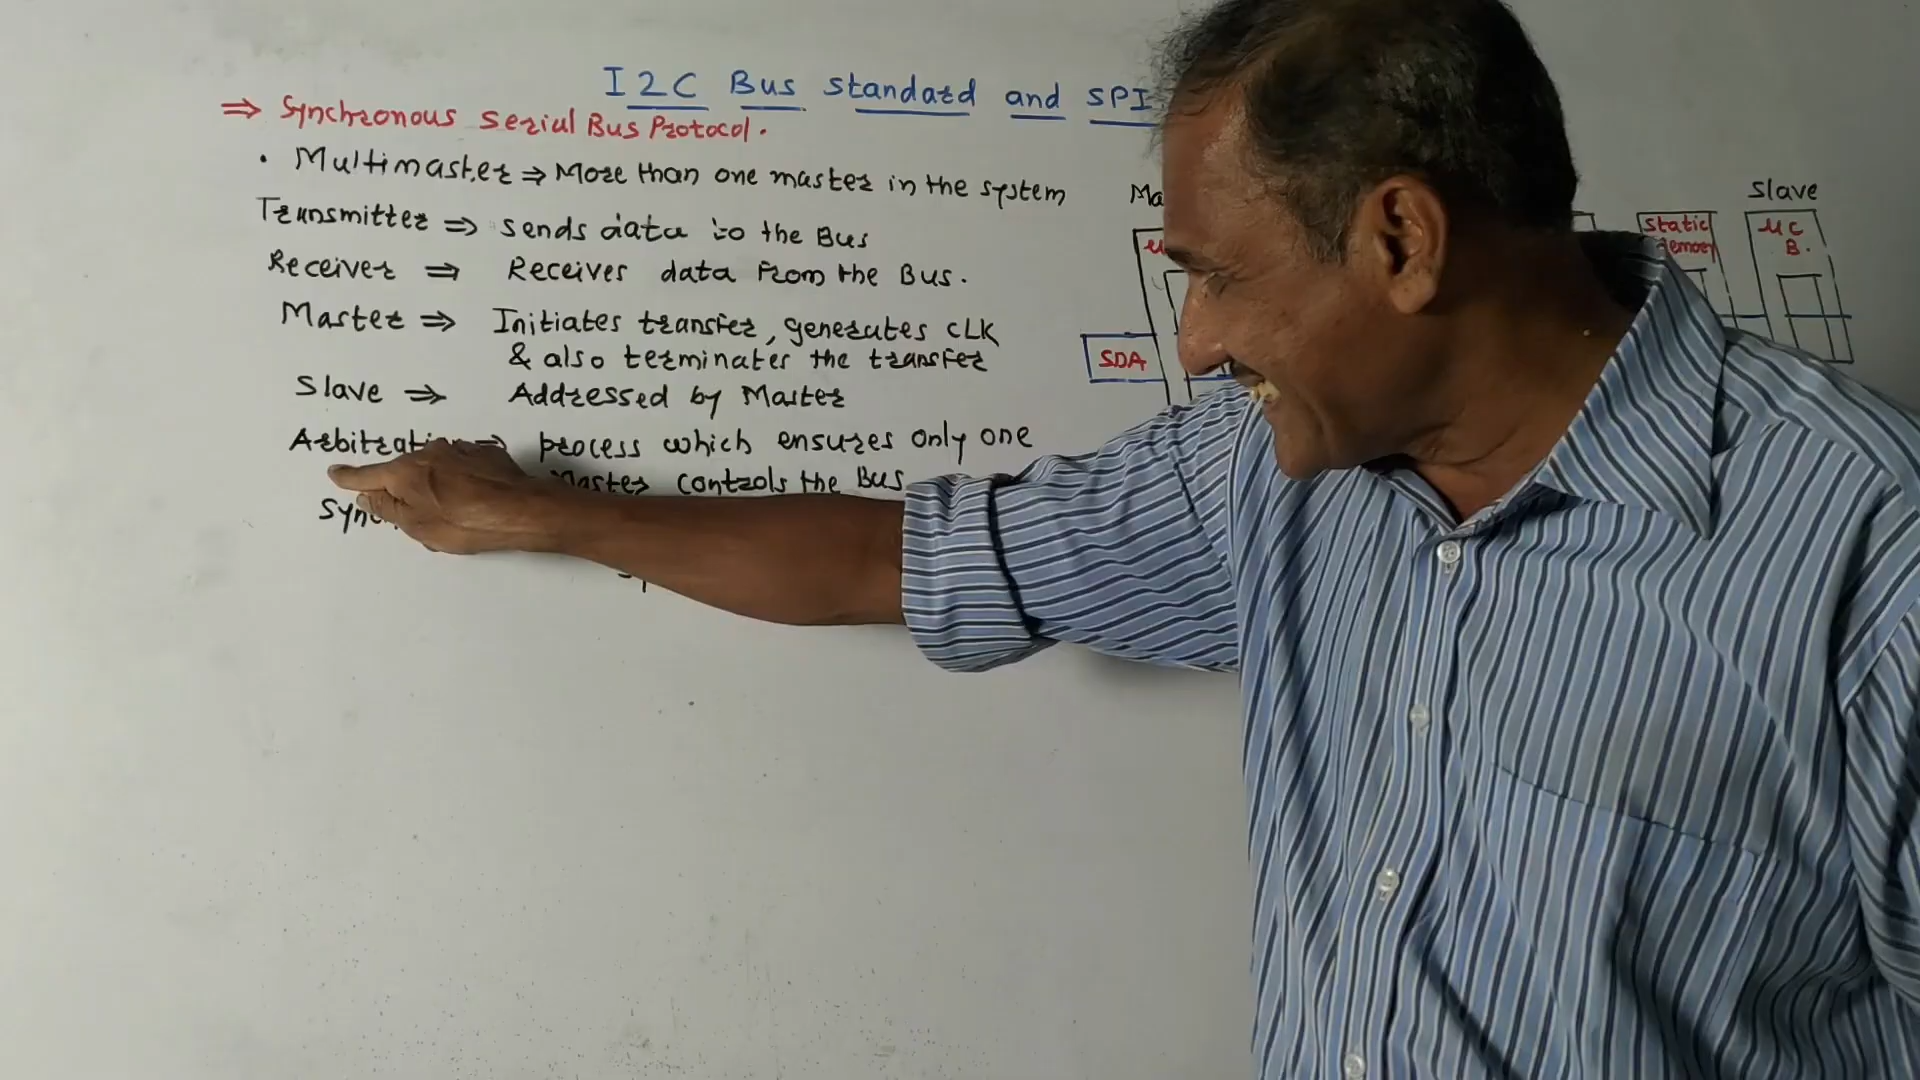 I2C Bus Standard and SPI
⇒ Synchronous Serial Bus Protocol.
• Multimaster ⇒ More than one master in the system
Transmitter ⇒ sends data to the Bus
Receiver ⇒ Receives data from the Bus.
Master ⇒ Initiates transfer, generates CLK
& also terminates the transfer
Slave ⇒ Addressed by Master
Arbitration ⇒ process which ensures only one
Master controls the Bus
Slave
Static
μC
B.
SDA